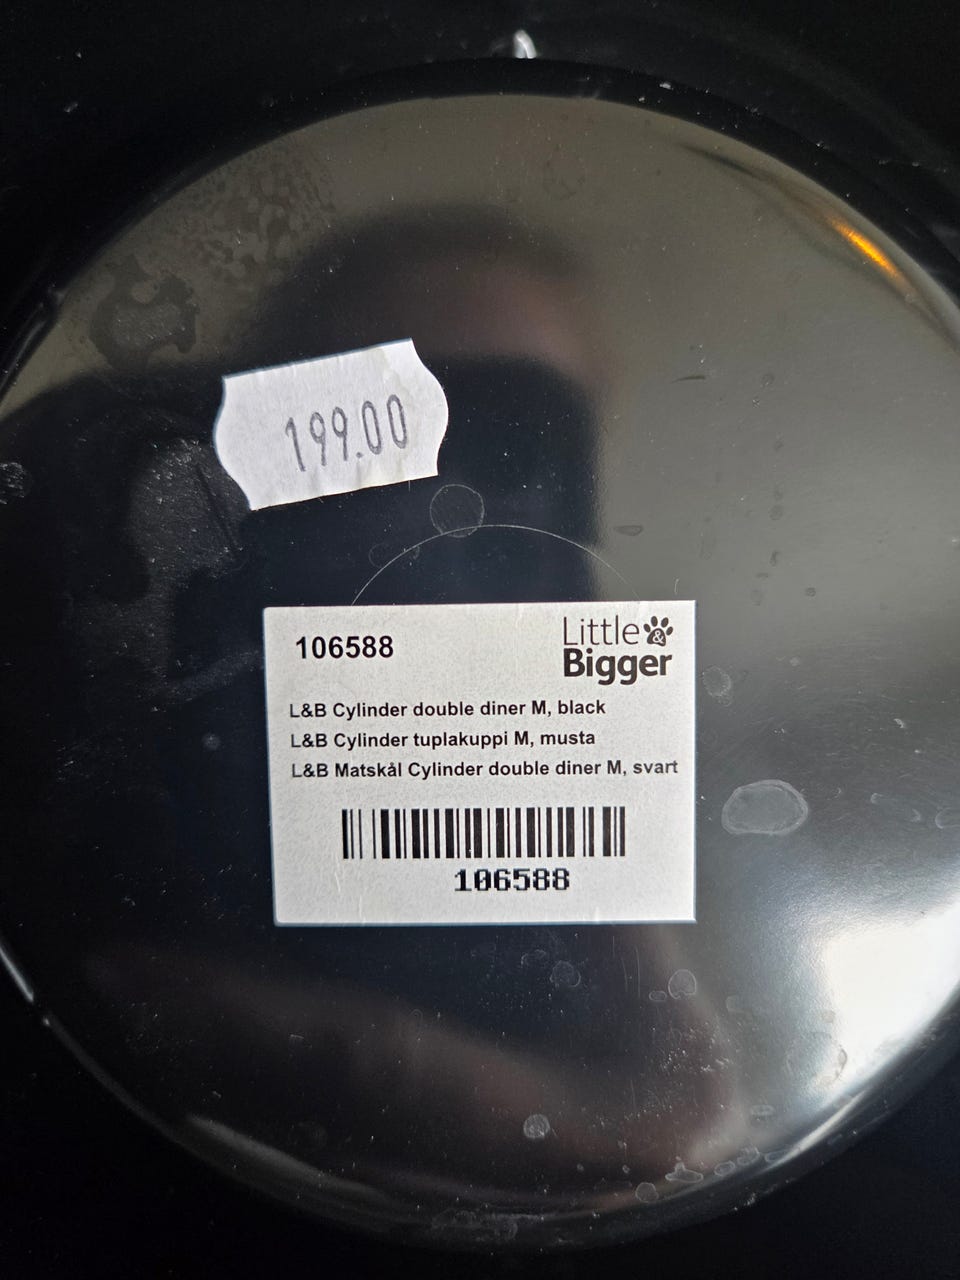 199.00
106588
Little &
Bigger
L&B Cylinder double diner M, black
L&B Cylinder tuplakuppi M, musta
L&B Matskål Cylinder double diner M, svart
106588